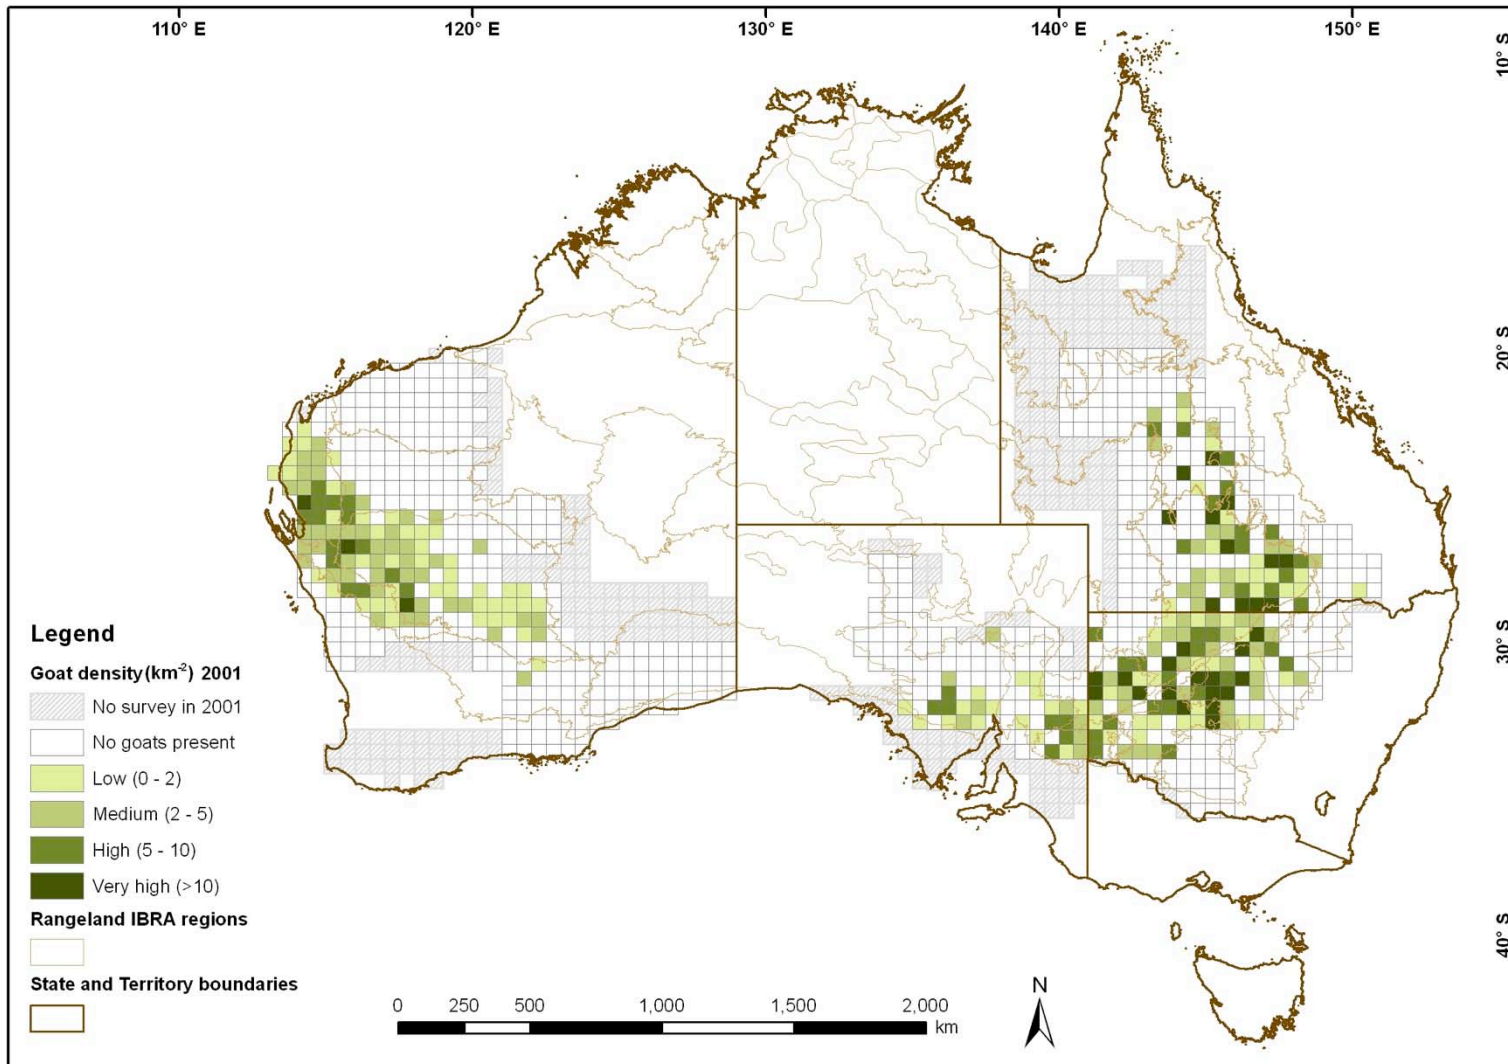 110° E 120° E 130° E 140° E 150° E
10° S
20° S
30° S
40° S
Legend
Goat density(km-2) 2001
No survey in 2001
No goats present
Low (0 - 2)
Medium (2 - 5)
High (5 - 10)
Very high (>10)
Rangeland IBRA regions
State and Territory boundaries
0 250 500 1,000 1,500 2,000
km
N